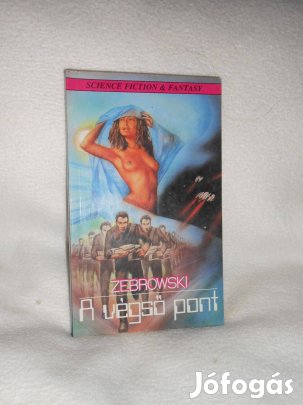 SCIENCE FICTION & FANTASY
ZEBROWSKI
A végső pont
Jófogás